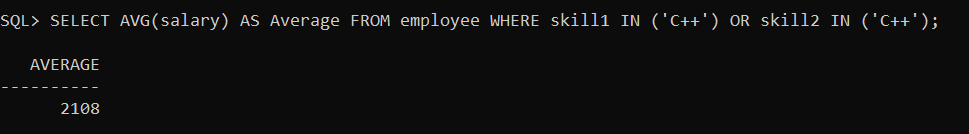 SQL> SELECT AVG(salary) AS Average FROM employee WHERE skill1 IN ('C++') OR skill2 IN ('C++');
AVERAGE
----------
2108